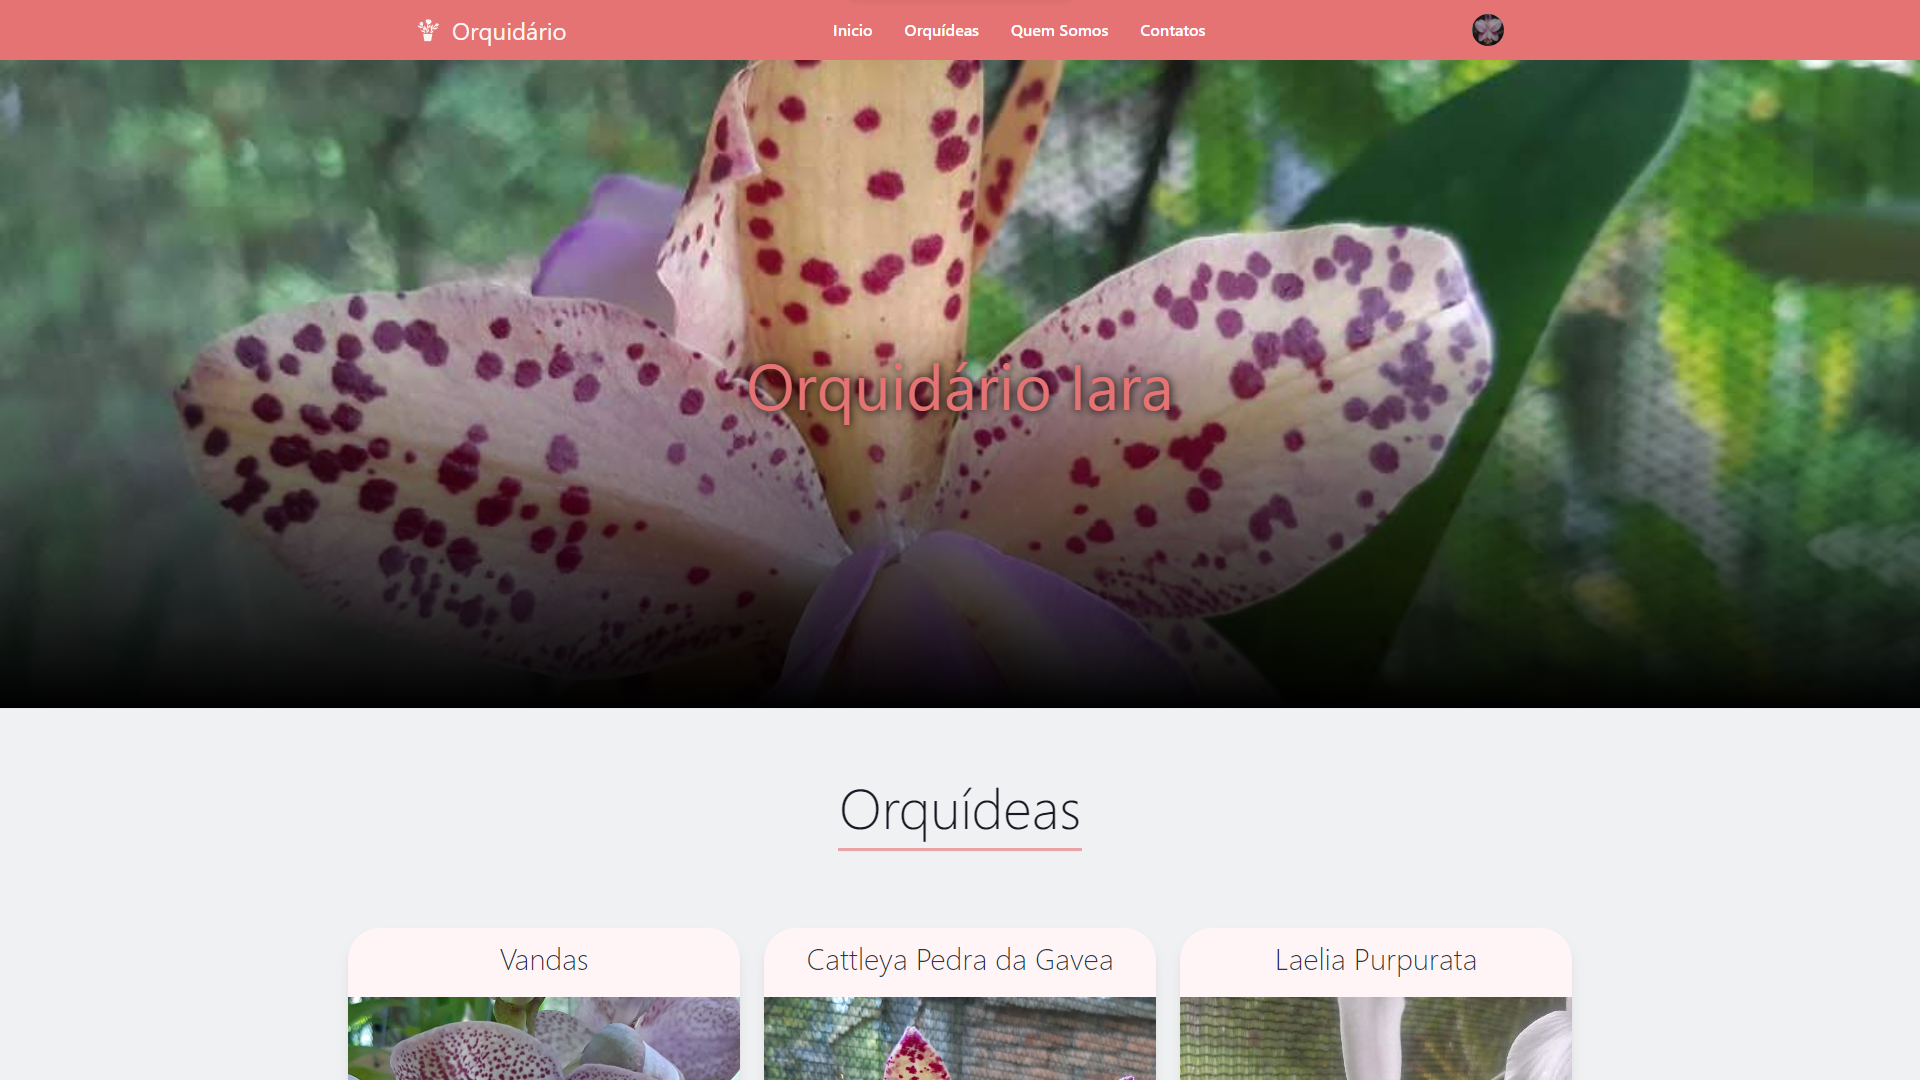 Orquidário
Inicio
Orquídeas
Quem Somos
Contatos
Orquidário Iara
Orquídeas
Vandas
Cattleya Pedra da Gavea
Laelia Purpurata